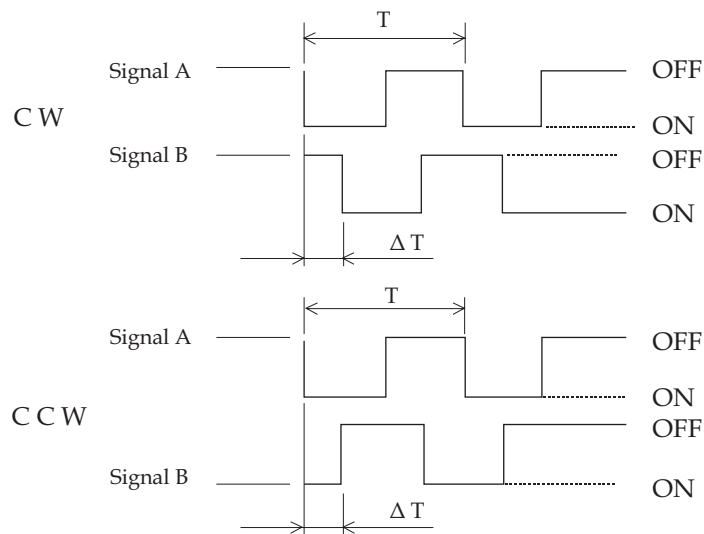 T
Signal A
OFF
C W
ON
Signal B
OFF
ON
Δ T
T
Signal A
OFF
ON
C C W
OFF
Signal B
ON
Δ T